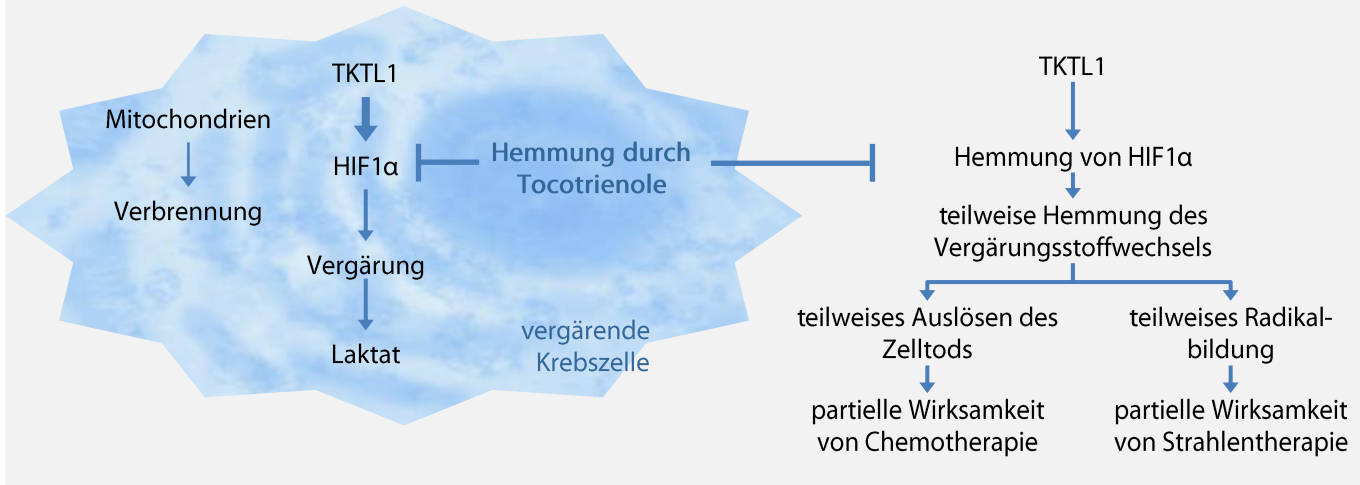 TKTL1
Mitochondrien
HIF1α
Verbrennung
Vergärung
Laktat
Hemmung durch
Tocotrienole
vergärende
Krebszelle
TKTL1
Hemmung von HIF1α
teilweise Hemmung des
Vergärungsstoffwechsels
teilweises Auslösen des
Zelltods
partielle Wirksamkeit
von Chemotherapie
teilweises Radikal-
bildung
partielle Wirksamkeit
von Strahlentherapie